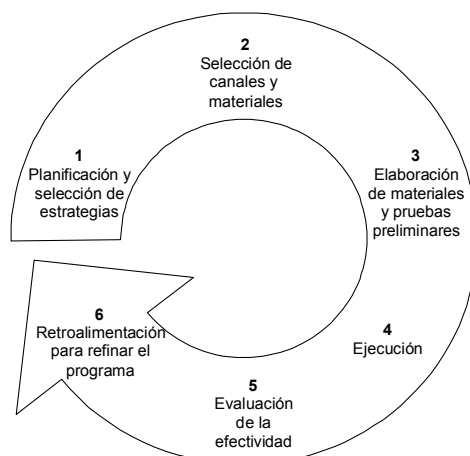 1
Planificación y
selección de
estrategias
2
Selección de
canales y
materiales
3
Elaboración
de materiales
y pruebas
preliminares
4
Ejecución
5
Evaluación
de la
efectividad
6
Retroalimentación
para refinar el
programa